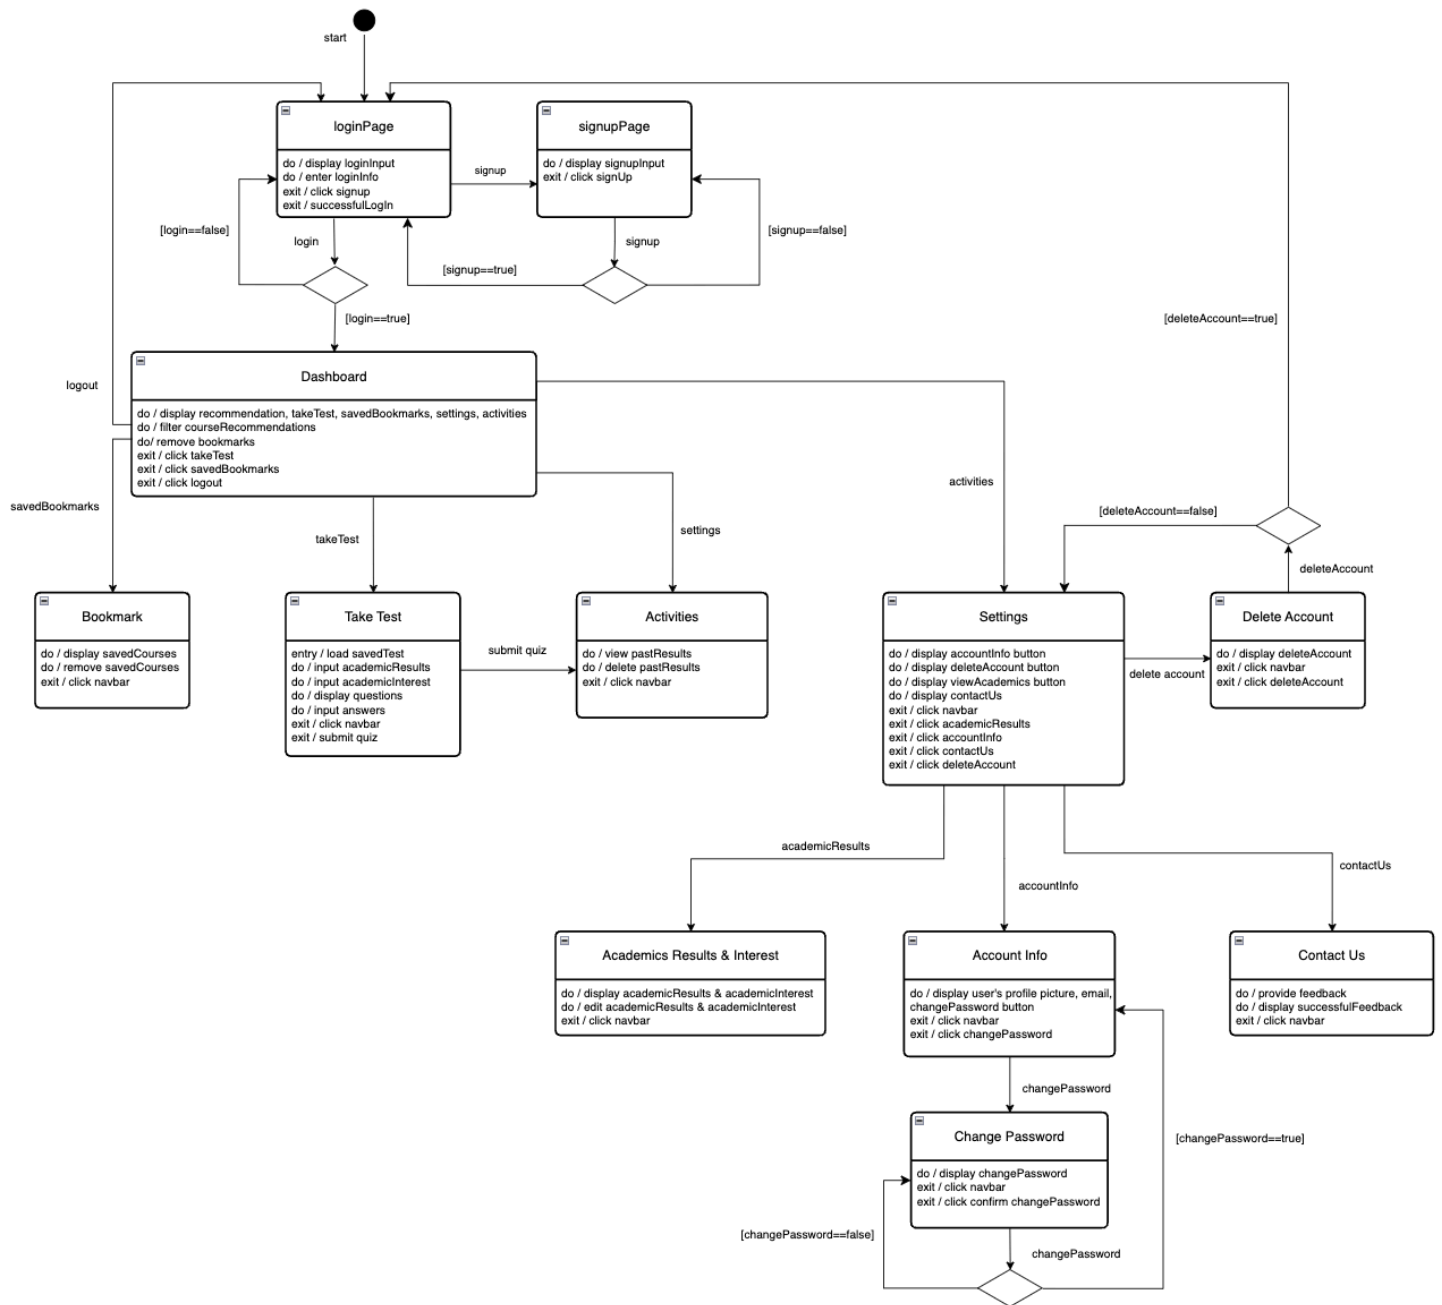 start
loginPage
do / display loginInput
do / enter loginInfo
exit / click signup
exit / successfulLogIn
signup
signupPage
do / display signupInput
exit / click signUp
[login==false]
login
[signup==true]
signup
[signup==false]
[login==true]
[deleteAccount==true]
logout
Dashboard
do / display recommendation, takeTest, savedBookmarks, settings, activities
do / filter courseRecommendations
do/ remove bookmarks
exit / click takeTest
exit / click savedBookmarks
exit / click logout
savedBookmarks
takeTest
settings
activities
[deleteAccount==false]
deleteAccount
Bookmark
do / display savedCourses
do / remove savedCourses
exit / click navbar
Take Test
entry / load savedTest
do / input academicResults
do / input academicInterest
do / display questions
do / input answers
exit / click navbar
exit / submit quiz
submit quiz
Activities
do / view pastResults
do / delete pastResults
exit / click navbar
Settings
do / display accountInfo button
do / display deleteAccount button
do / display viewAcademics button
do / display contactUs
exit / click navbar
exit / click academicResults
exit / click accountInfo
exit / click contactUs
exit / click deleteAccount
delete account
Delete Account
do / display deleteAccount
exit / click navbar
exit / click deleteAccount
academicResults
accountInfo
contactUs
Academics Results & Interest
do / display academicResults & academicInterest
do / edit academicResults & academicInterest
exit / click navbar
Account Info
do / display user's profile picture, email,
changePassword button
exit / click navbar
exit / click changePassword
Contact Us
do / provide feedback
do / display successfulFeedback
exit / click navbar
changePassword
Change Password
do / display changePassword
exit / click navbar
exit / click confirm changePassword
[changePassword==true]
[changePassword==false]
changePassword